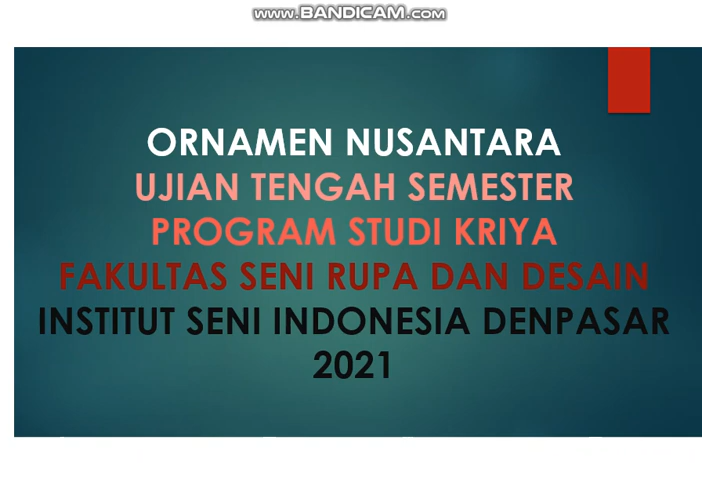 www.BANDICAM.com
ORNAMEN NUSANTARA
UJIAN TENGAH SEMESTER
PROGRAM STUDI KRIYA
FAKULTAS SENI RUPA DAN DESAIN
INSTITUT SENI INDONESIA DENPASAR
2021